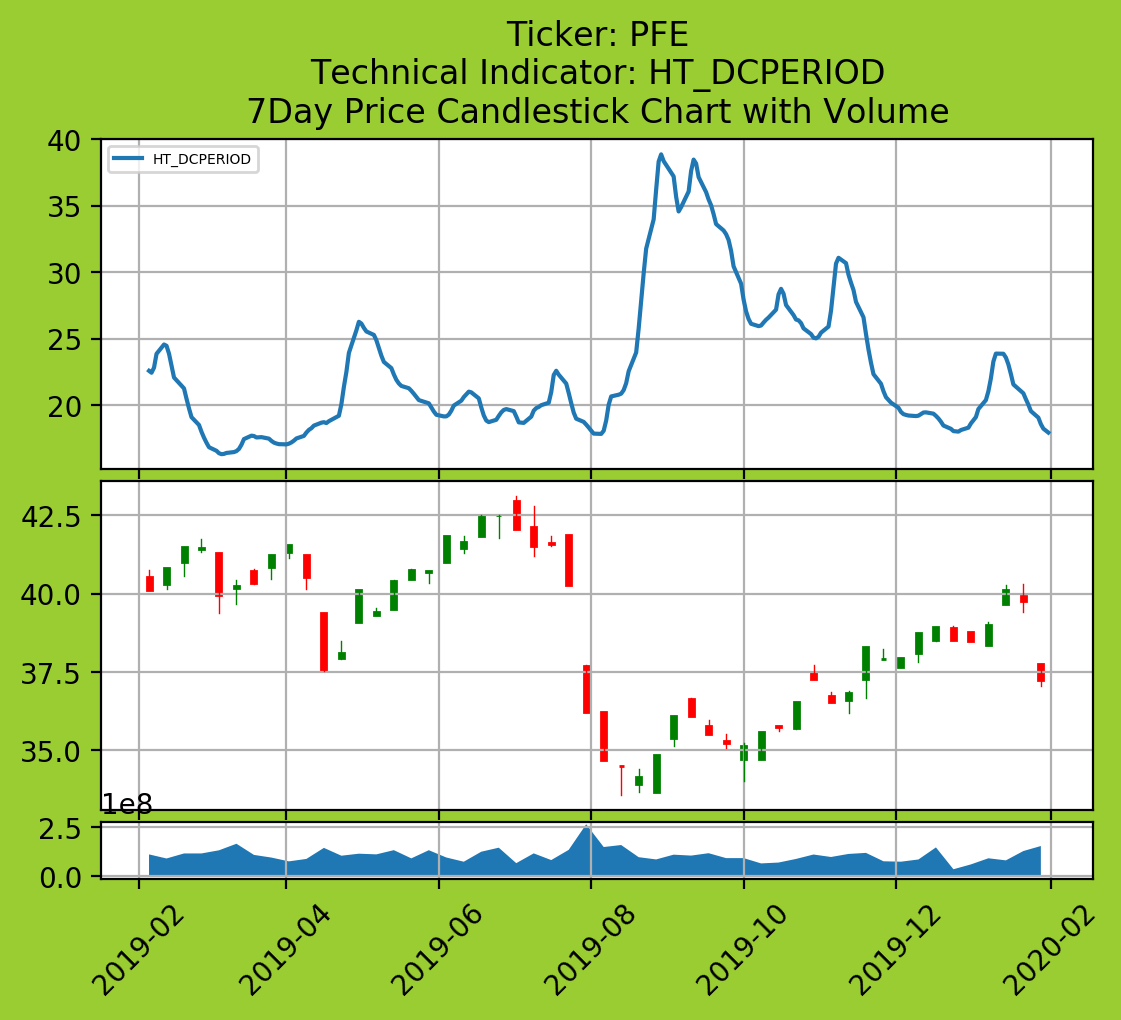 Ticker: PFE
Technical Indicator: HT_DCPERIOD
7Day Price Candlestick Chart with Volume
40
HT_DCPERIOD
35
30
25
20
42.5
40.0
37.5
35.0
1e8
2.5
0.0
2019-02 2019-04 2019-06 2019-08 2019-10 2019-12 2020-02